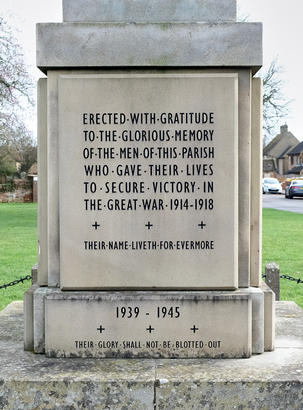 ERECTED·WITH·GRATITUDE
TO·THE·GLORIOUS·MEMORY
OF·THE·MEN·OF·THIS·PARISH
WHO·GAVE·THEIR·LIVES
TO·SECURE·VICTORY·IN
THE·GREAT·WAR·1914-1918
+ + +
THEIR·NAME·LIVETH·FOR·EVERMORE
1939 - 1945
+ + +
THEIR·GLORY·SHALL·NOT·BE·BLOTTED·OUT